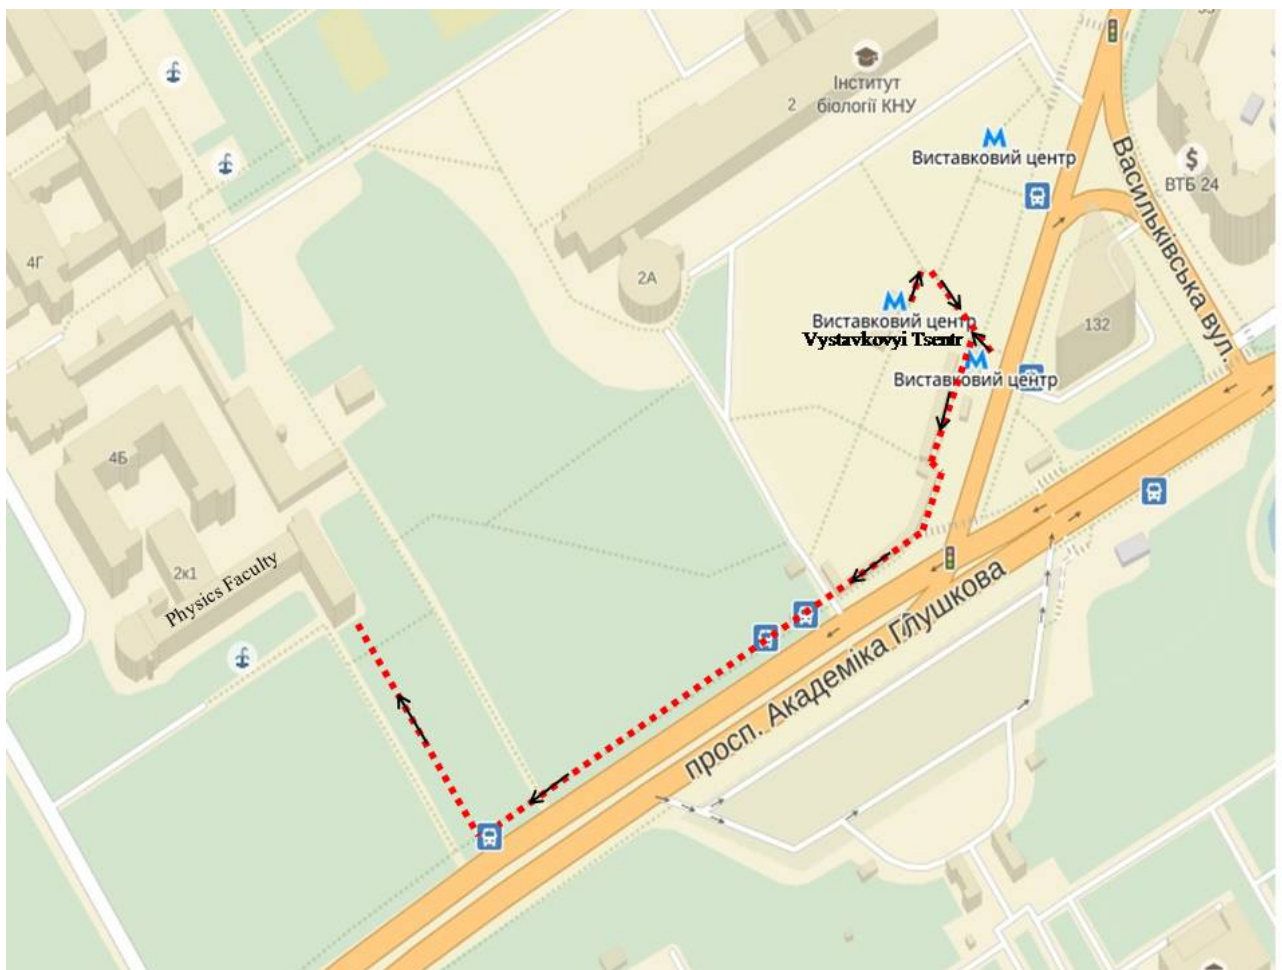 Інститут
біології КНУ
2
Виставковий центр
Васильківська вул.
$
ВТБ 24
4Г
2А
Виставковий центр
Vystavkovyi Tsentr
132
Виставковий центр
4Б
2к1
Physics Faculty
просп. Академіка Глушкова